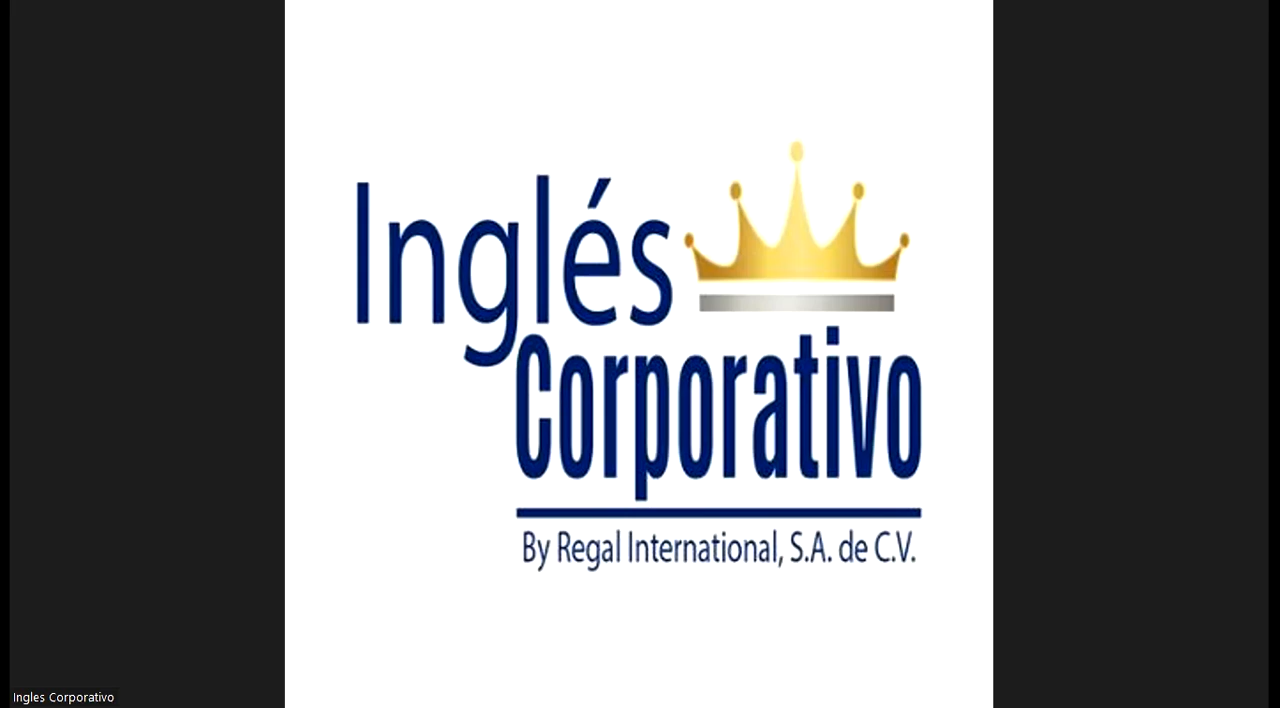 Inglés
Corporativo
By Regal International, S.A. de C.V.
Ingles Corporativo